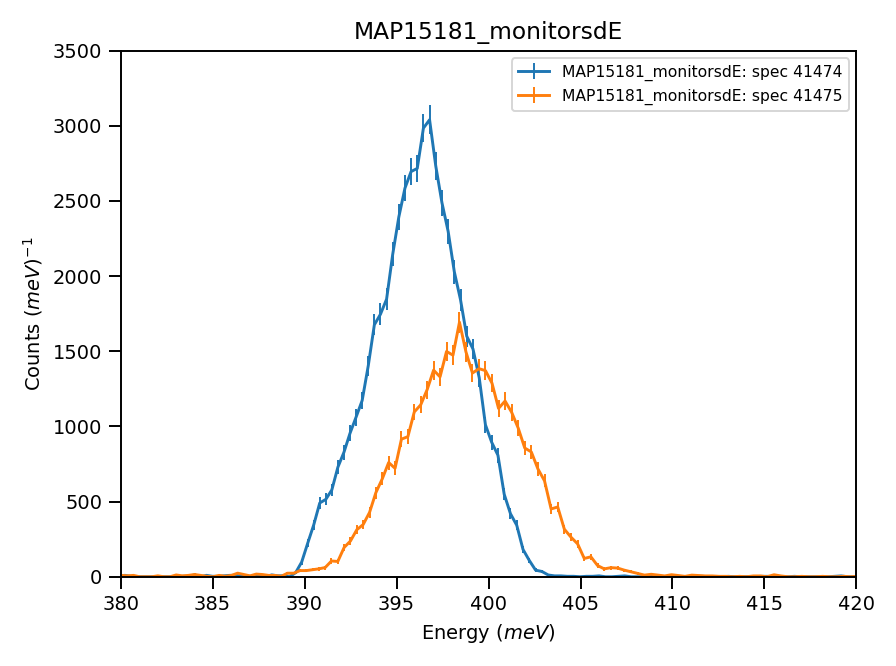 MAP15181_monitorsdE
3500
3000
2500
2000
1500
1000
500
0
Counts (meV)⁻¹
MAP15181_monitorsdE: spec 41474
MAP15181_monitorsdE: spec 41475
380 385 390 395 400 405 410 415 420
Energy (meV)